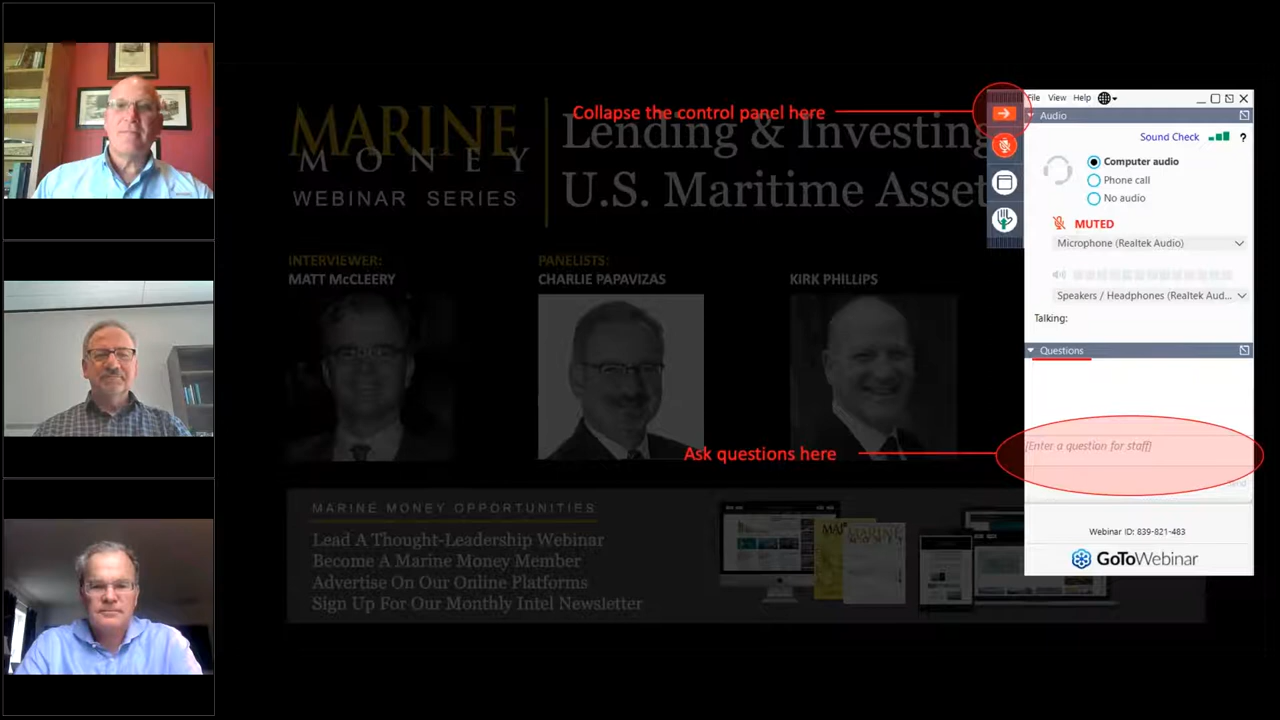 MARINE
MONEY
WEBINAR SERIES
Lending & Investing
U.S. Maritime Asset
Collapse the control panel here
INTERVIEWER:
MATT McCLEERY
PANELISTS:
CHARLIE PAPAVIZAS
KIRK PHILLIPS
Ask questions here
MARINE MONEY OPPORTUNITIES
Lead A Thought-Leadership Webinar
Become A Marine Money Member
Advertise On Our Online Platforms
Sign Up For Our Monthly Intel Newsletter
File View Help
Audio
Sound Check ?
Computer audio
Phone call
No audio
MUTED
Microphone (Realtek Audio)
Speakers / Headphones (Realtek Aud...
Talking:
Questions
[Enter a question for staff]
Send
Webinar ID: 839-821-483
GoToWebinar